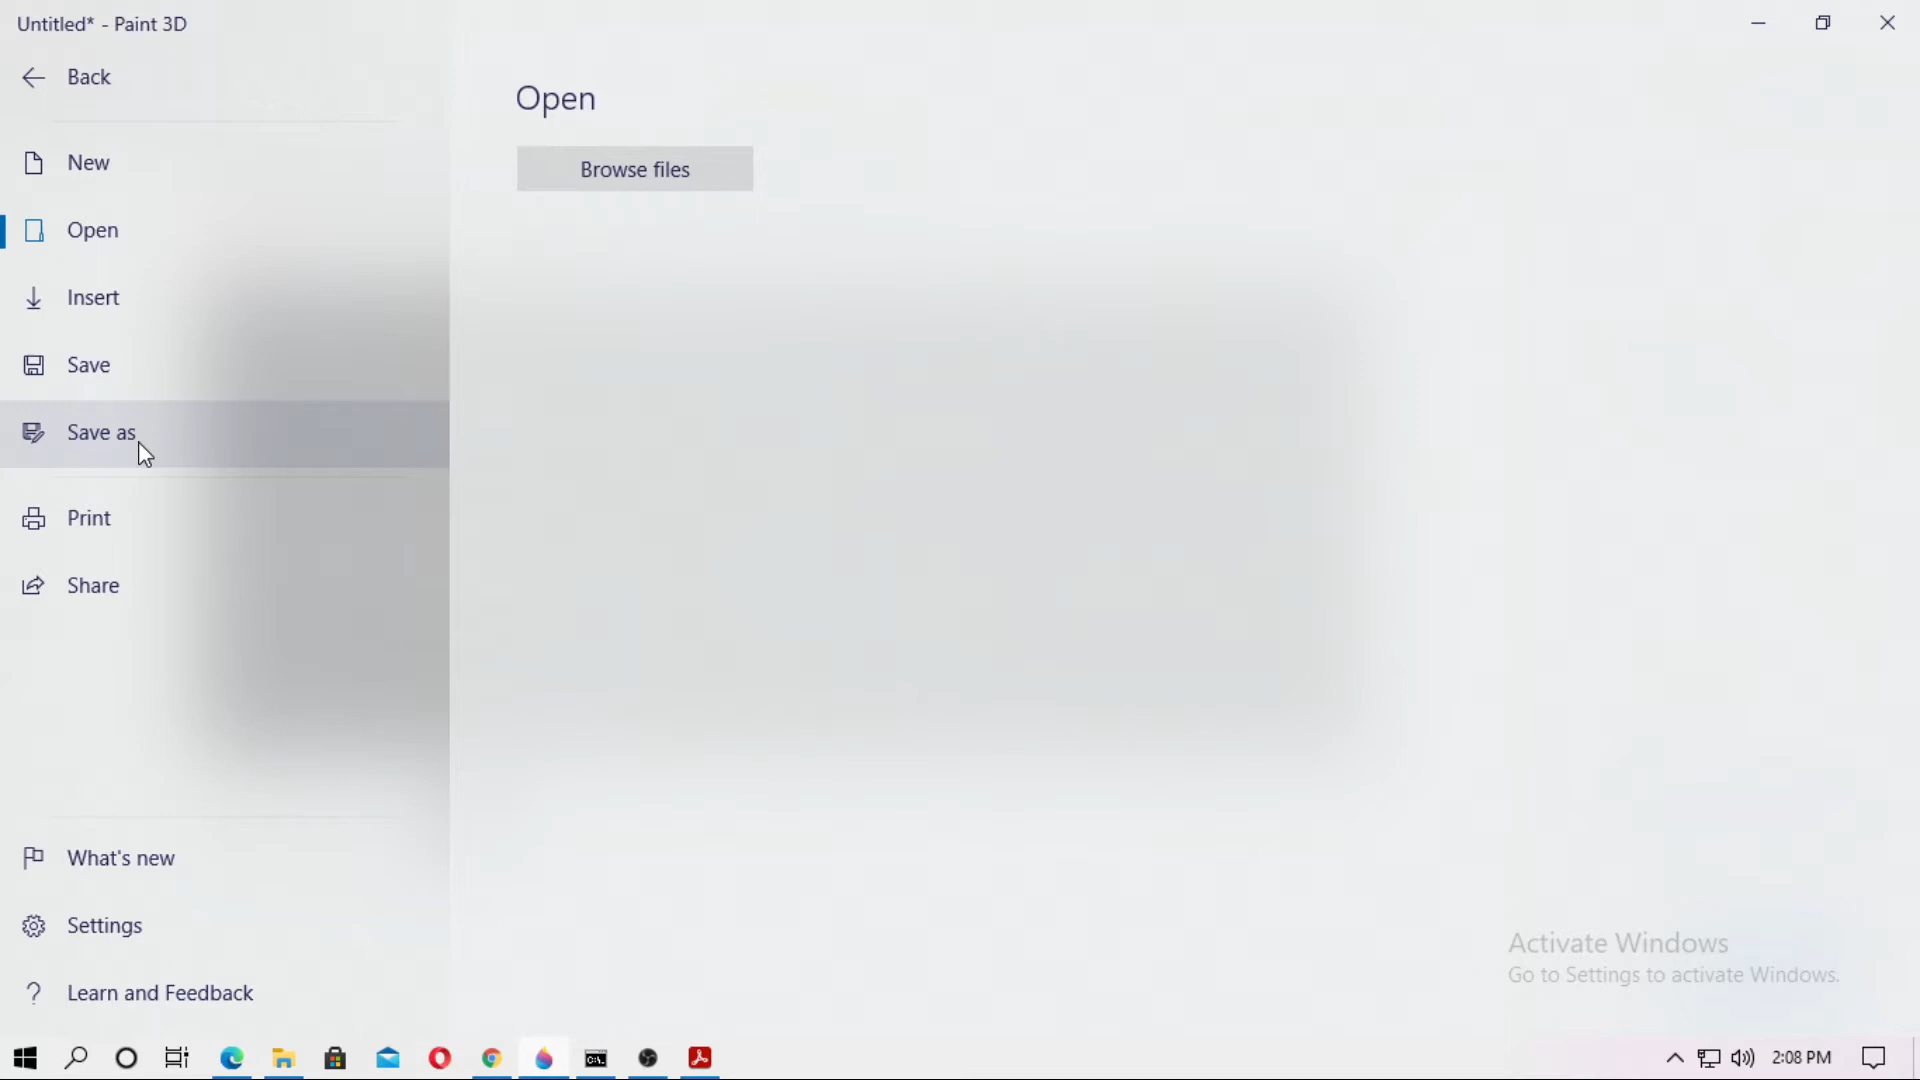 Untitled* - Paint 3D
Back
New
Open
Insert
Save
Save as
Print
Share
What's new
Settings
Learn and Feedback
Open
Browse files
Activate Windows
Go to Settings to activate Windows.
2:08 PM